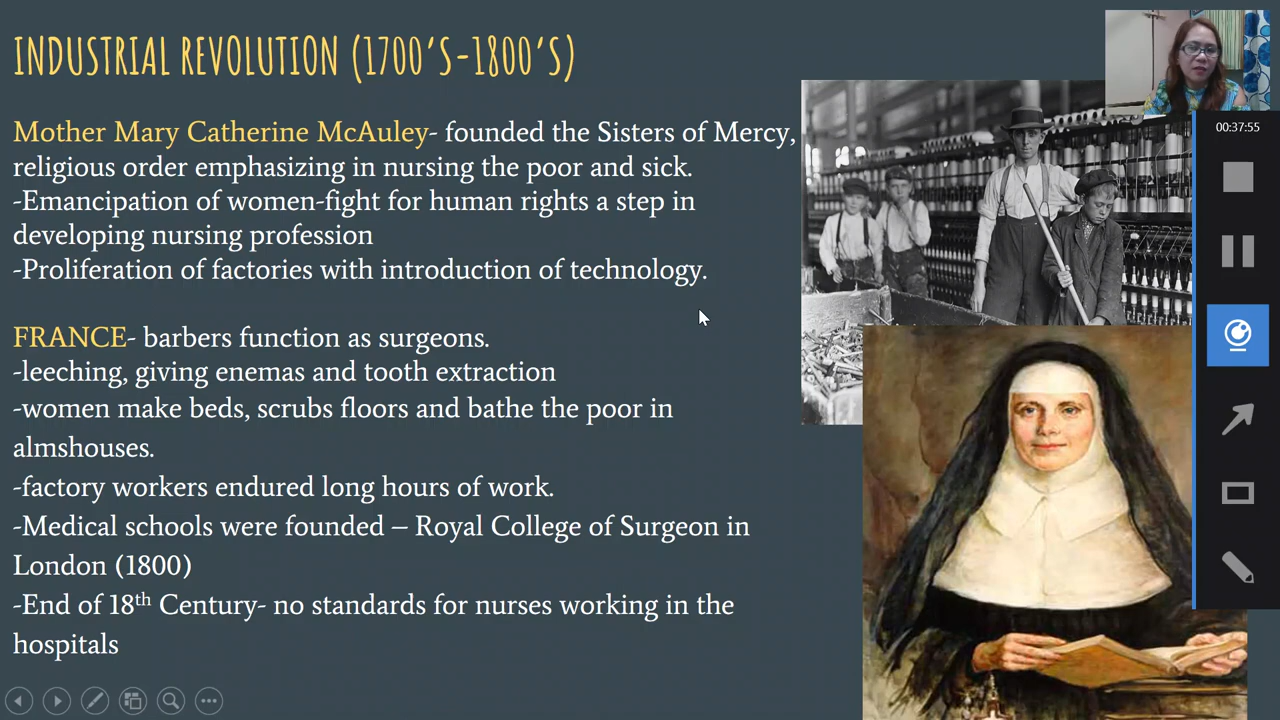 INDUSTRIAL REVOLUTION (1700'S-1800'S)
Mother Mary Catherine McAuley- founded the Sisters of Mercy,
religious order emphasizing in nursing the poor and sick.
-Emancipation of women-fight for human rights a step in
developing nursing profession
-Proliferation of factories with introduction of technology.
FRANCE- barbers function as surgeons.
-leeching, giving enemas and tooth extraction
-women make beds, scrubs floors and bathe the poor in
almshouses.
-factory workers endured long hours of work.
-Medical schools were founded – Royal College of Surgeon in
London (1800)
-End of 18th Century- no standards for nurses working in the
hospitals
00:37:55